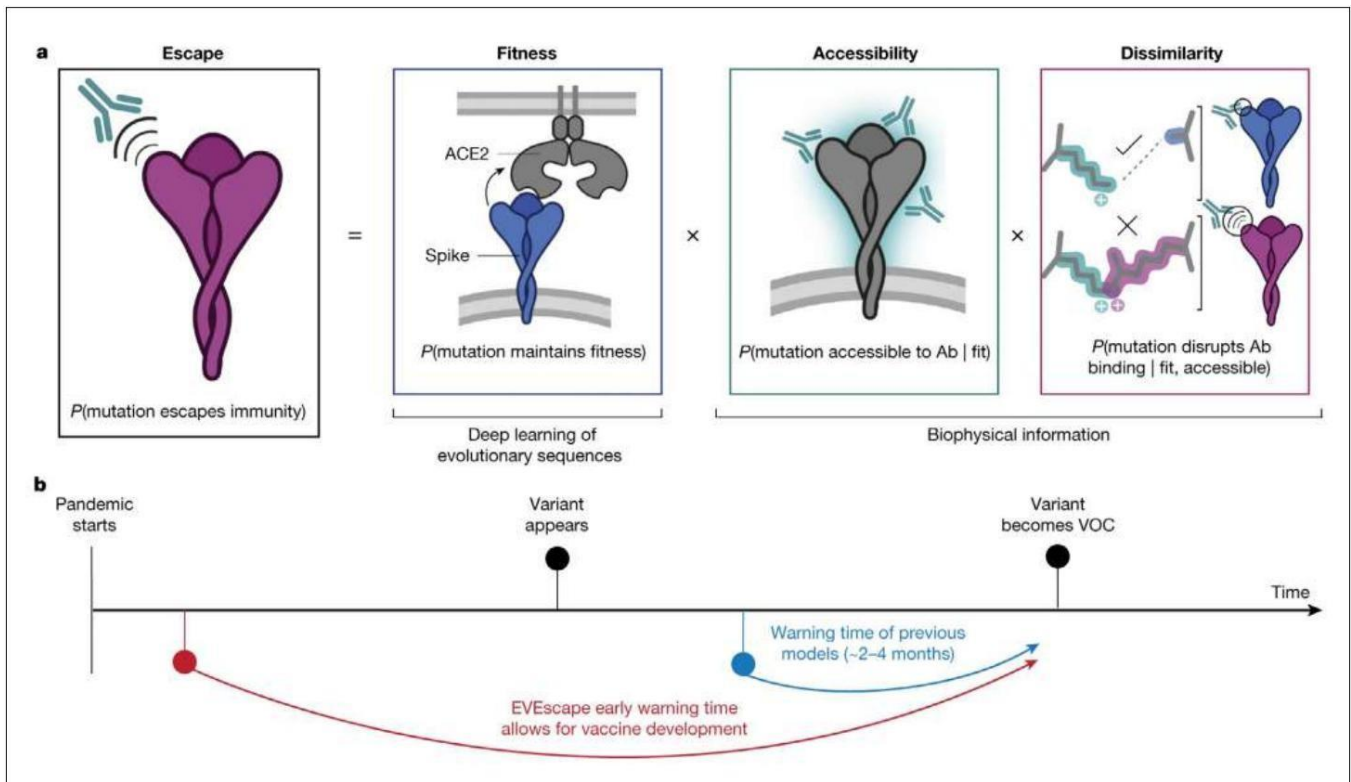 a
Escape
Fitness
Accessibility
Dissimilarity
ACE2
Spike
=
×
×
P(mutation escapes immunity)
P(mutation maintains fitness)
P(mutation accessible to Ab | fit)
P(mutation disrupts Ab
binding | fit, accessible)
Deep learning of
evolutionary sequences
Biophysical information
b
Pandemic
starts
Variant
appears
Variant
becomes VOC
Time
Warning time of previous
models (~2–4 months)
EVEscape early warning time
allows for vaccine development